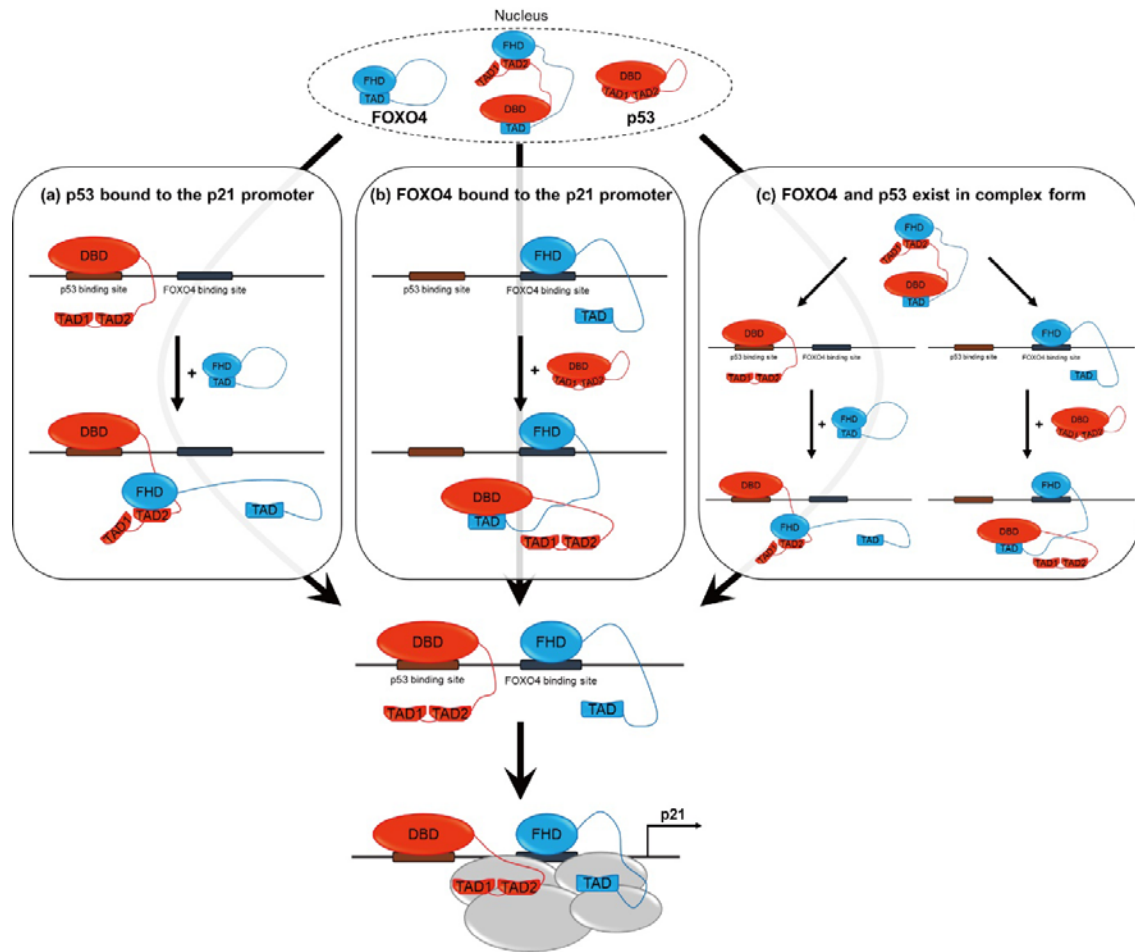 Nucleus
FHD
TAD
FOXO4
FHD
TAD1
TAD2
DBD
TAD
DBD
TAD1 TAD2
p53
(a) p53 bound to the p21 promoter
DBD
p53 binding site
FOXO4 binding site
TAD1 TAD2
+
FHD
TAD
DBD
FHD
TAD1
TAD2
TAD
(b) FOXO4 bound to the p21 promoter
FHD
p53 binding site
FOXO4 binding site
TAD
+
DBD
TAD1 TAD2
FHD
DBD
TAD
TAD1 TAD2
(c) FOXO4 and p53 exist in complex form
FHD
TAD1
TAD2
DBD
TAD
DBD
p53 binding site
FOXO4 binding site
TAD1 TAD2
+
FHD
TAD
DBD
FHD
TAD1
TAD2
TAD
FHD
p53 binding site
FOXO4 binding site
TAD
+
DBD
TAD1 TAD2
FHD
DBD
TAD
TAD1 TAD2
DBD
FHD
p53 binding site
FOXO4 binding site
TAD1 TAD2
TAD
p21
DBD
FHD
TAD1 TAD2
TAD